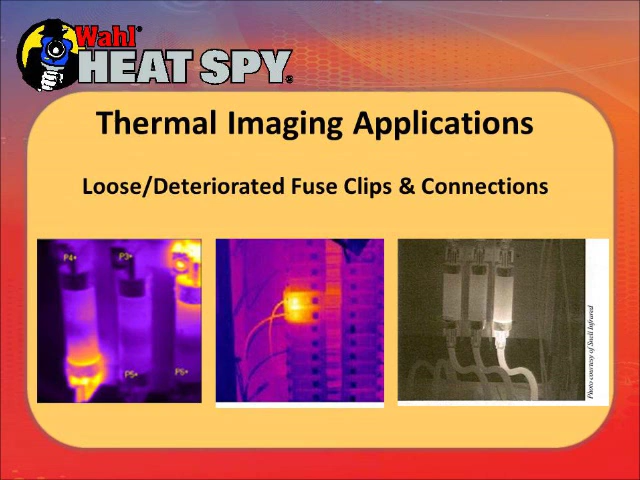 Wahl®
HEAT SPY®
Thermal Imaging Applications
Loose/Deteriorated Fuse Clips & Connections
P4
P3
P5
P6
Photo courtesy of Snell Infrared